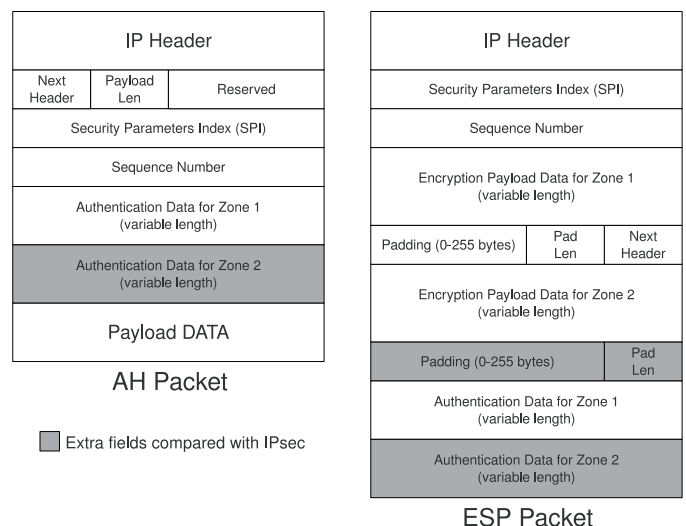 IP Header
Next
Header
Payload
Len
Reserved
Security Parameters Index (SPI)
Sequence Number
Authentication Data for Zone 1
(variable length)
Authentication Data for Zone 2
(variable length)
Payload DATA
AH Packet
Extra fields compared with IPsec
IP Header
Security Parameters Index (SPI)
Sequence Number
Encryption Payload Data for Zone 1
(variable length)
Padding (0-255 bytes)
Pad
Len
Next
Header
Encryption Payload Data for Zone 2
(variable length)
Padding (0-255 bytes)
Pad
Len
Authentication Data for Zone 1
(variable length)
Authentication Data for Zone 2
(variable length)
ESP Packet